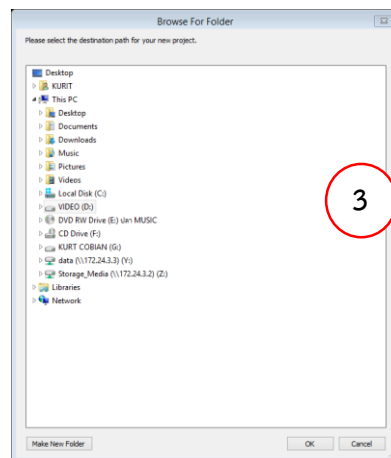 Browse For Folder
Please select the destination path for your new project.
Desktop
KURIT
This PC
Desktop
Documents
Downloads
Music
Pictures
Videos
Local Disk (C:)
VIDEO (D:)
DVD RW Drive (E:) ปลก MUSIC
CD Drive (F:)
KURT COBIAN (G:)
data (\\172.24.3.3) (Y:)
Storage_Media (\\172.24.3.2) (Z:)
Libraries
Network
3
Make New Folder
OK
Cancel